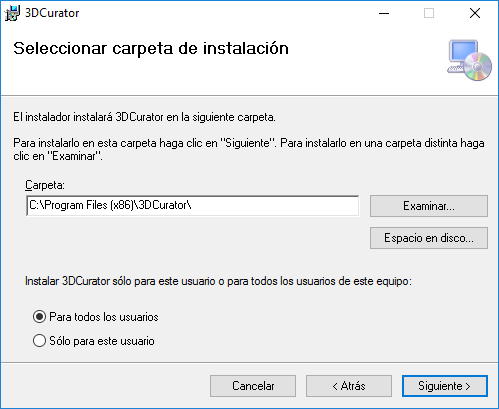 3DCurator
Seleccionar carpeta de instalación
El instalador instalará 3DCurator en la siguiente carpeta.
Para instalarlo en esta carpeta haga clic en "Siguiente". Para instalarlo en una carpeta distinta haga
clic en "Examinar".
Carpeta:
C:\Program Files (x86)\3DCurator\
Examinar...
Espacio en disco...
Instalar 3DCurator sólo para este usuario o para todos los usuarios de este equipo:
Para todos los usuarios
Sólo para este usuario
Cancelar
< Atrás
Siguiente >